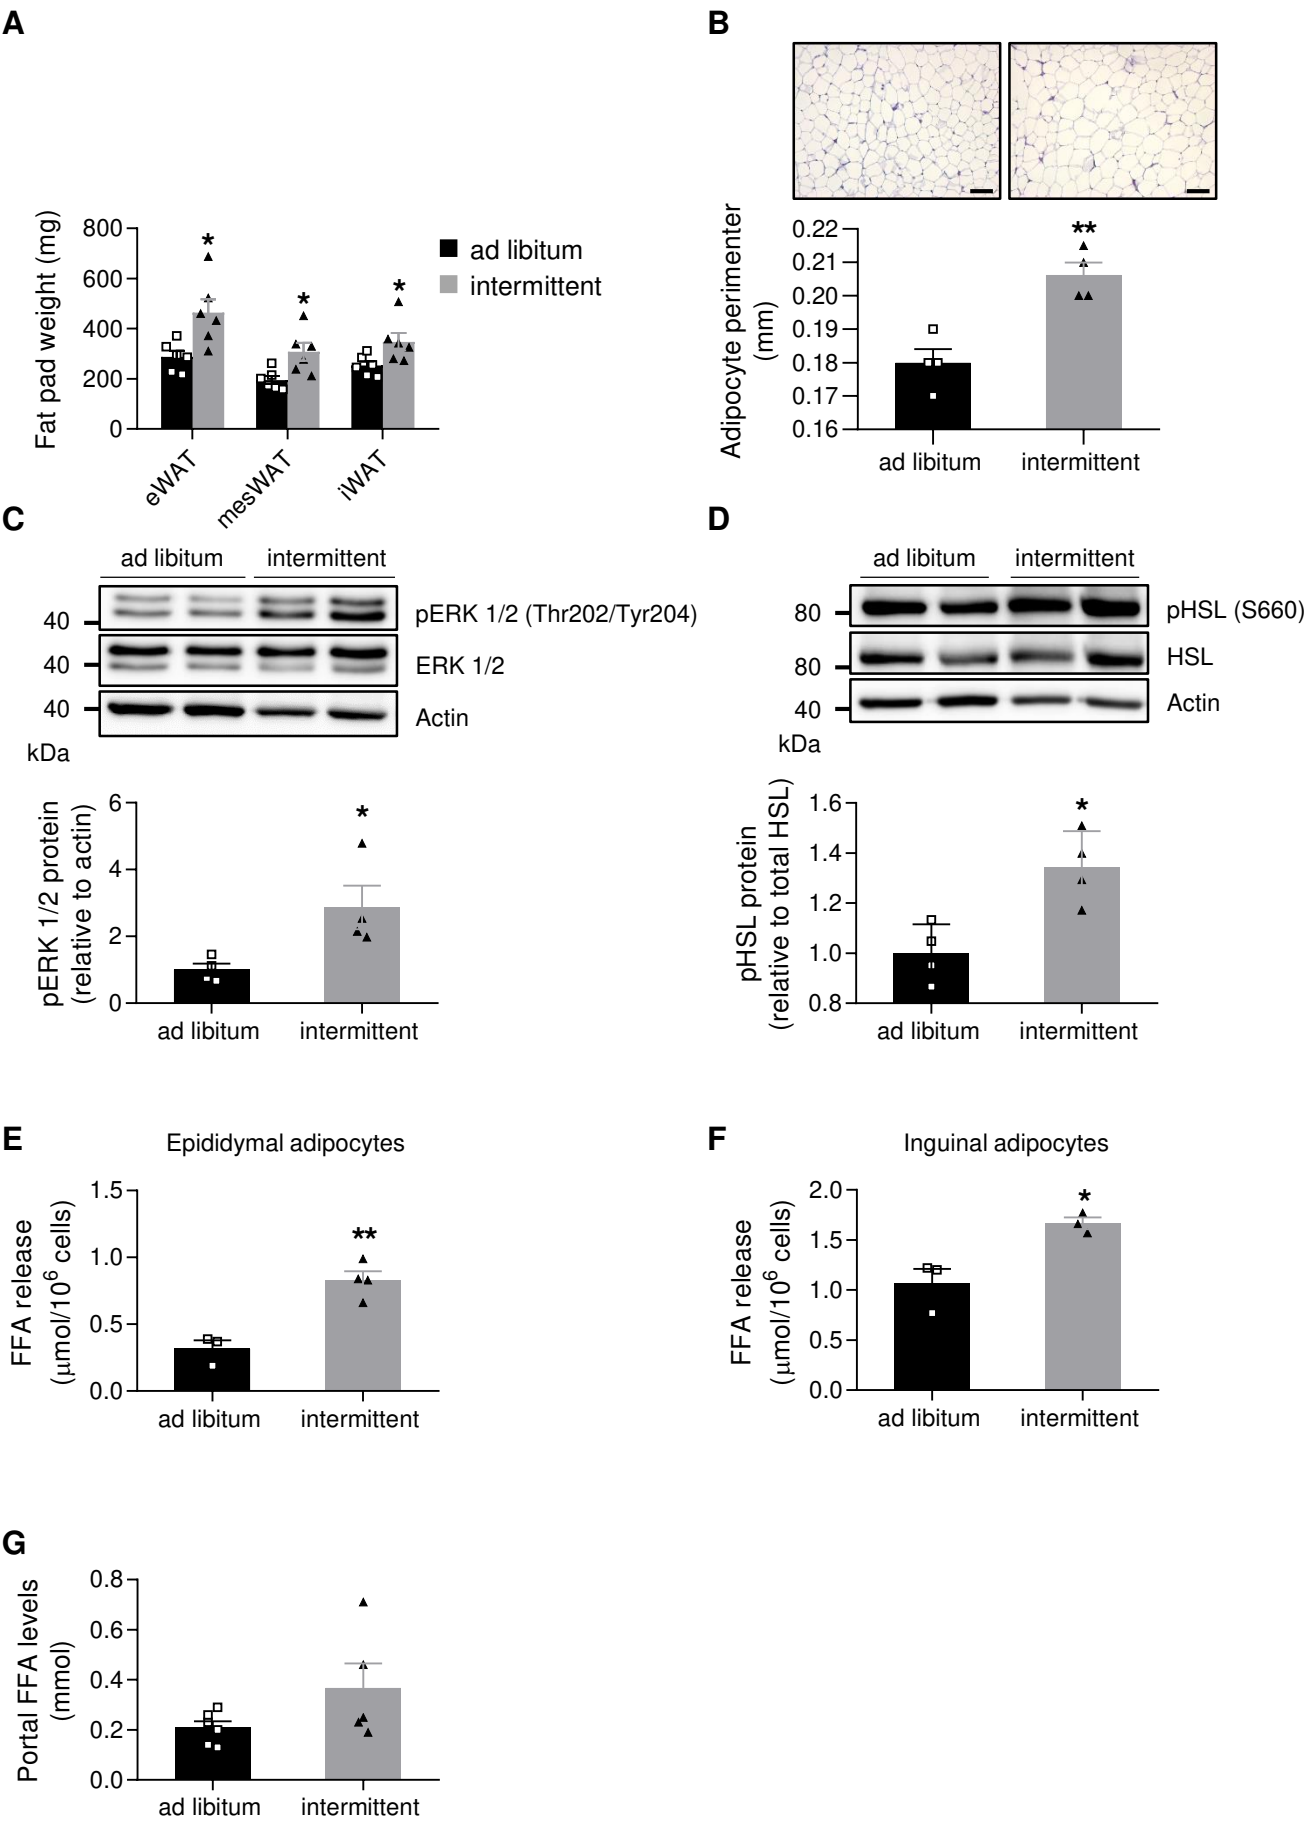 A
Fat pad weight (mg)
800
600
400
200
0
*
*
*
eWAT
mesWAT
iWAT
ad libitum
intermittent
B
Adipocyte perimenter
(mm)
0.22
0.21
0.20
0.19
0.18
0.17
0.16
**
ad libitum
intermittent
C
ad libitum
intermittent
40
pERK 1/2 (Thr202/Tyr204)
40
ERK 1/2
40
Actin
kDa
pERK 1/2 protein
(relative to actin)
6
4
2
0
*
ad libitum
intermittent
D
ad libitum
intermittent
80
pHSL (S660)
80
HSL
40
Actin
kDa
pHSL protein
(relative to total HSL)
1.6
1.4
1.2
1.0
0.8
*
ad libitum
intermittent
E
Epididymal adipocytes
FFA release
(μmol/10⁶ cells)
1.5
1.0
0.5
0.0
**
ad libitum
intermittent
F
Inguinal adipocytes
FFA release
(μmol/10⁶ cells)
2.0
1.5
1.0
0.5
0.0
*
ad libitum
intermittent
G
Portal FFA levels
(mmol)
0.8
0.6
0.4
0.2
0.0
ad libitum
intermittent